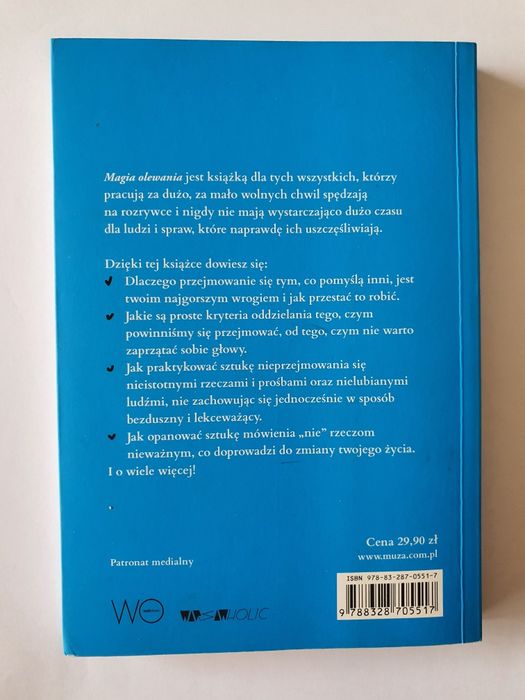 Magia olewania jest książką dla tych wszystkich, którzy
pracują za dużo, za mało wolnych chwil spędzają
na rozrywce i nigdy nie mają wystarczająco dużo czasu
dla ludzi i spraw, które naprawdę ich uszczęśliwiają.
Dzięki tej książce dowiesz się:
Dlaczego przejmowanie się tym, co pomyślą inni, jest
twoim najgorszym wrogiem i jak przestać to robić.
Jakie są proste kryteria oddzielania tego, czym
powinniśmy się przejmować, od tego, czym nie warto
zaprzątać sobie głowy.
Jak praktykować sztukę nieprzejmowania się
nieistotnymi rzeczami i prośbami oraz nielubianymi
ludźmi, nie zachowując się jednocześnie w sposób
bezduszny i lekceważący.
Jak opanować sztukę mówienia „nie” rzeczom
nieważnym, co doprowadzi do zmiany twojego życia.
I o wiele więcej!
Cena 29,90 zł
www.muza.com.pl
Patronat medialny
ISBN 978-83-287-0551-7
9 788328 705517
WO
WARSAWHOLIC